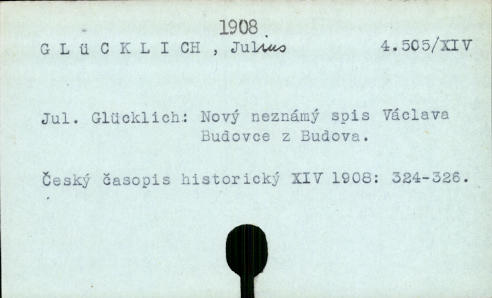 1908
GLÜCKLICH, Julius 4.505/XIV
Jul. Glücklich: Nový neznámý spis Václava
Budovce z Budova.
Český časopis historický XIV 1908: 324-326.